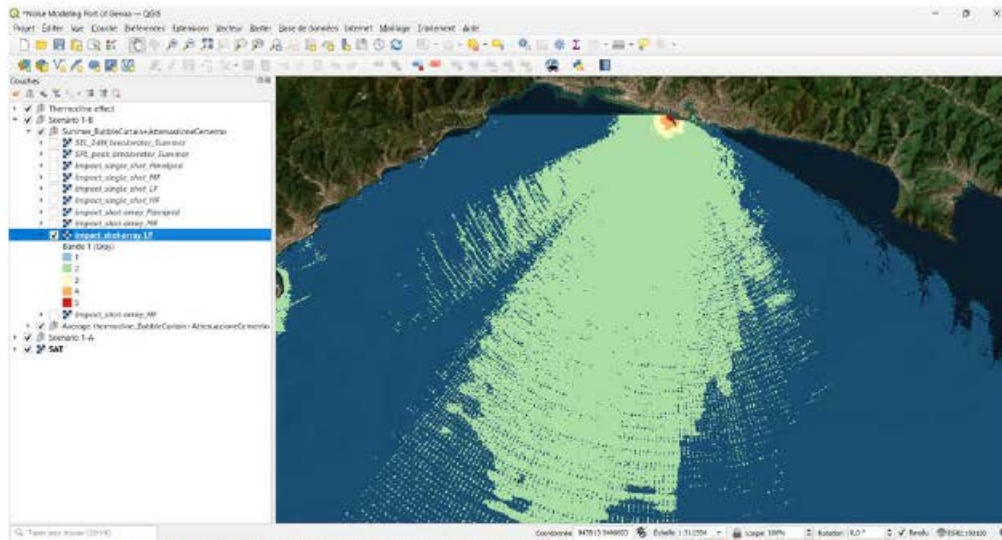 *Noise Modeling Port of Genoa — QGIS
Projet Éditer Vue Couche Préférences Extensions Vecteur Raster Base de données Internet Maillage Traitement Aide
Couches
Thermocline effect
Scenario 1-B
Summer_BubbleCurtain+AttenuazioneCemento
SEL_24H_breakwater_Summer
SPL_peak_breakwater_Summer
Impact_single_shot_Pinniped
Impact_single_shot_MF
Impact_single_shot_LF
Impact_single_shot_HF
Impact_shot-array_Pinniped
Impact_shot-array_MF
Impact_shot-array_LF
Bande 1 (Gray)
1
2
3
4
5
Impact_shot-array_HF
Average thermocline_BubbleCurtain+AttenuazioneCemento
Scenario 1-A
SAT
Coordonnée
Échelle
Loupe 100%
Rotation 0,0 °
Rendu